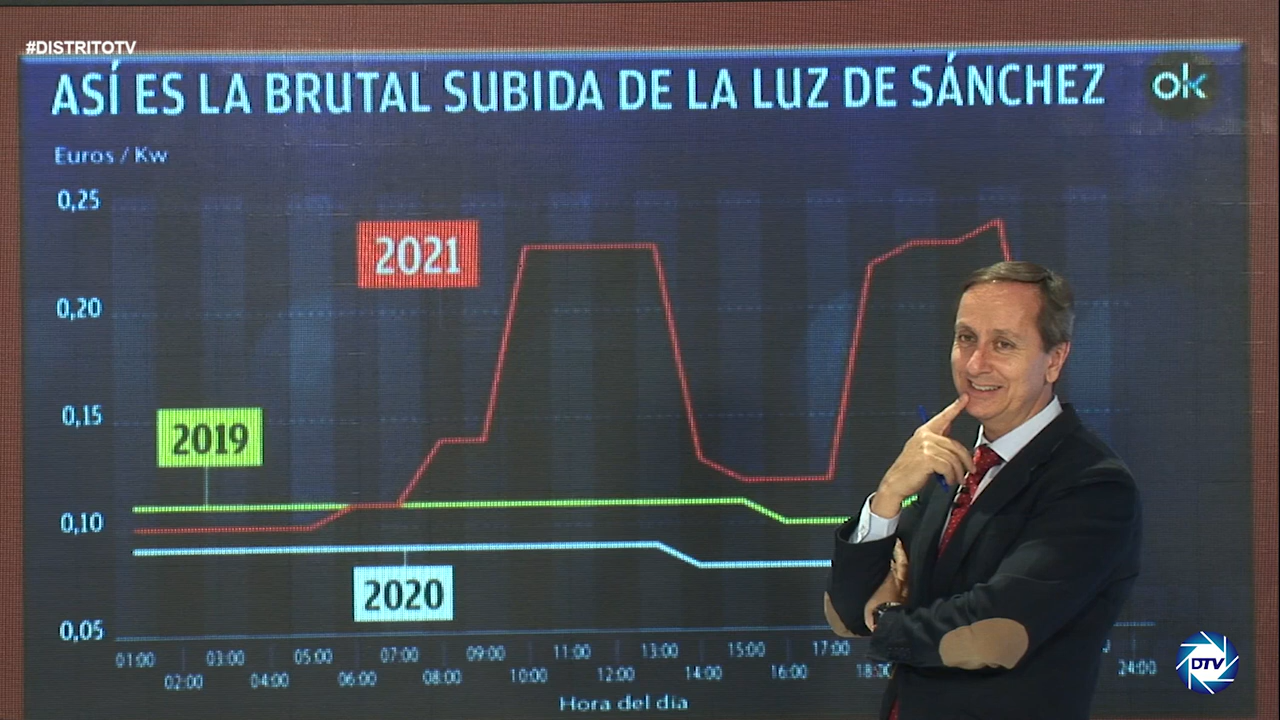 #DISTRITOTV
ASÍ ES LA BRUTAL SUBIDA DE LA LUZ DE SÁNCHEZ
ok
Euros / Kw
0,25
2021
0,20
0,15
2019
0,10
2020
0,05
01:00 03:00 05:00 07:00 09:00 11:00 13:00 15:00 17:00
02:00 04:00 06:00 08:00 10:00 12:00 14:00 16:00 18:00 24:00
Hora del día
DTV